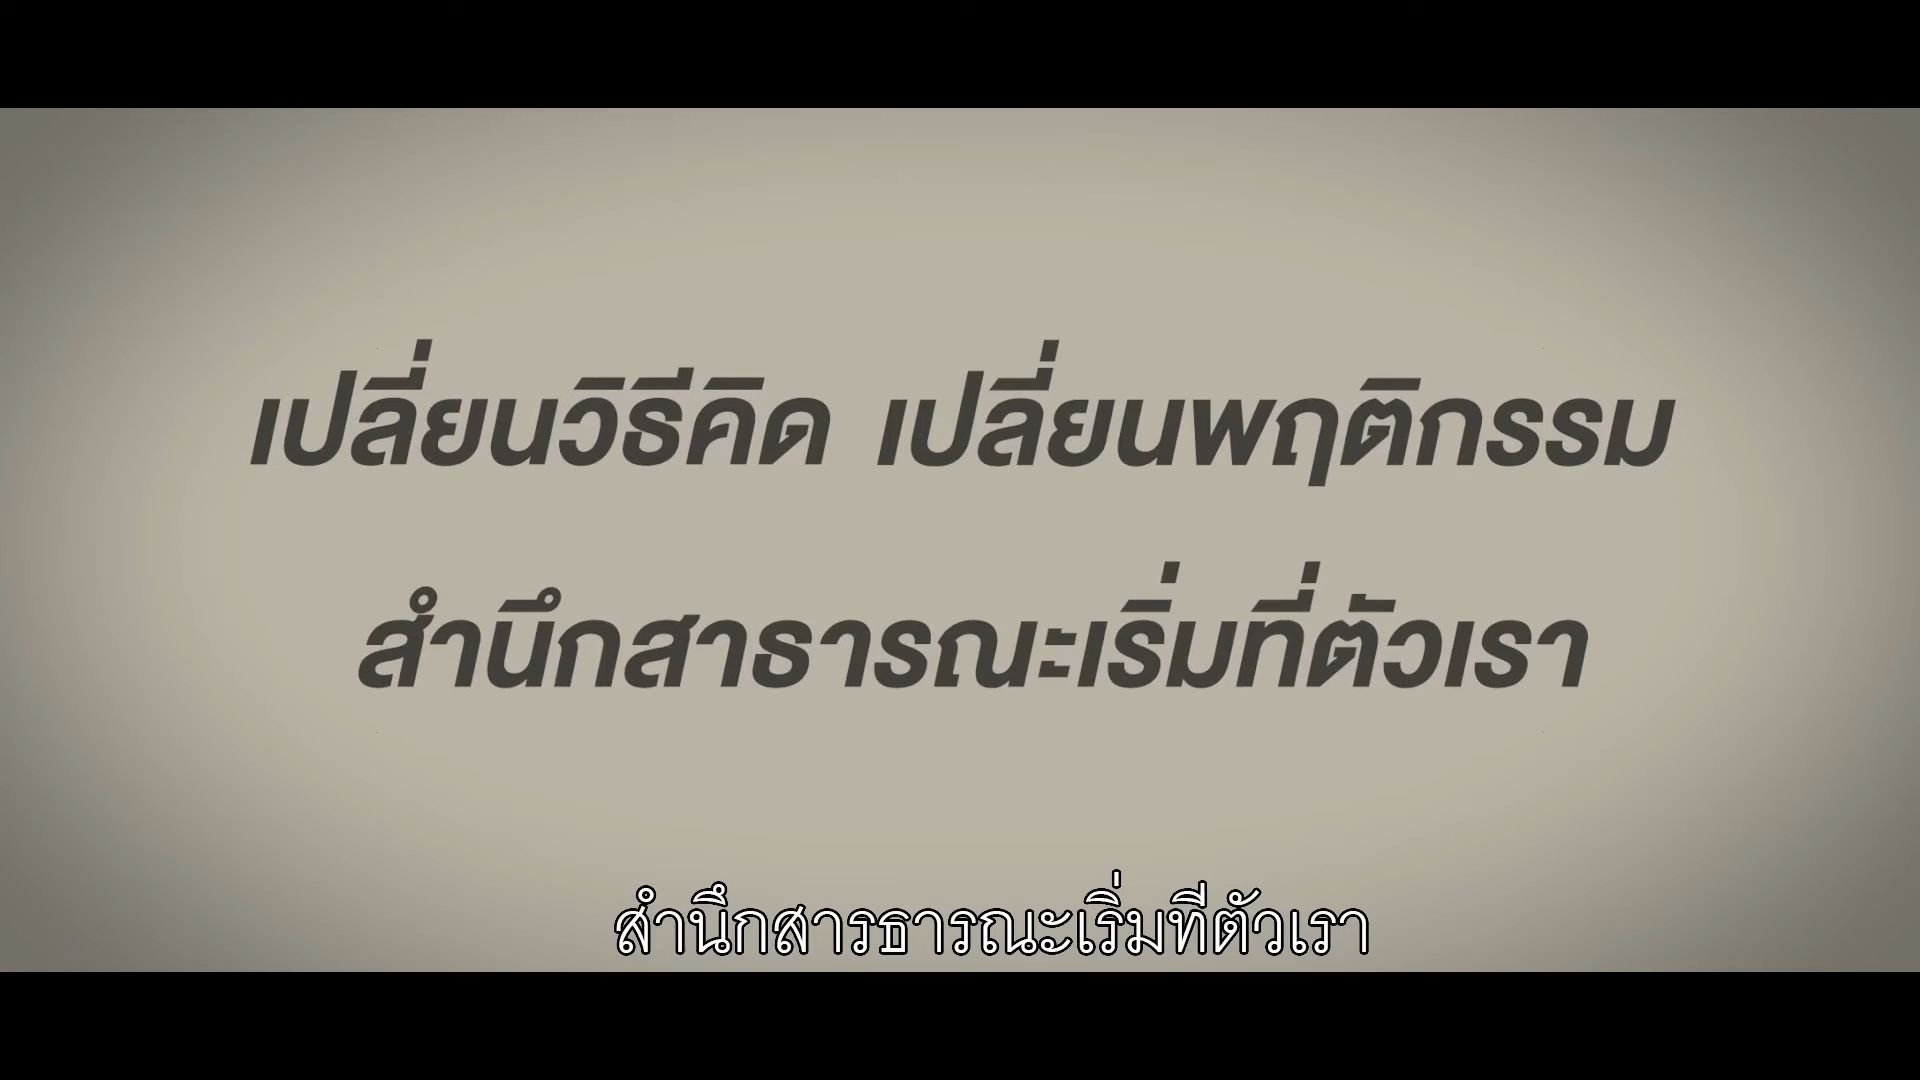 เปลี่ยนวิธีคิด เปลี่ยนพฤติกรรม
สำนึกสาธารณะเริ่มที่ตัวเรา
สำนึกสารธารณะเริ่มทีตัวเรา